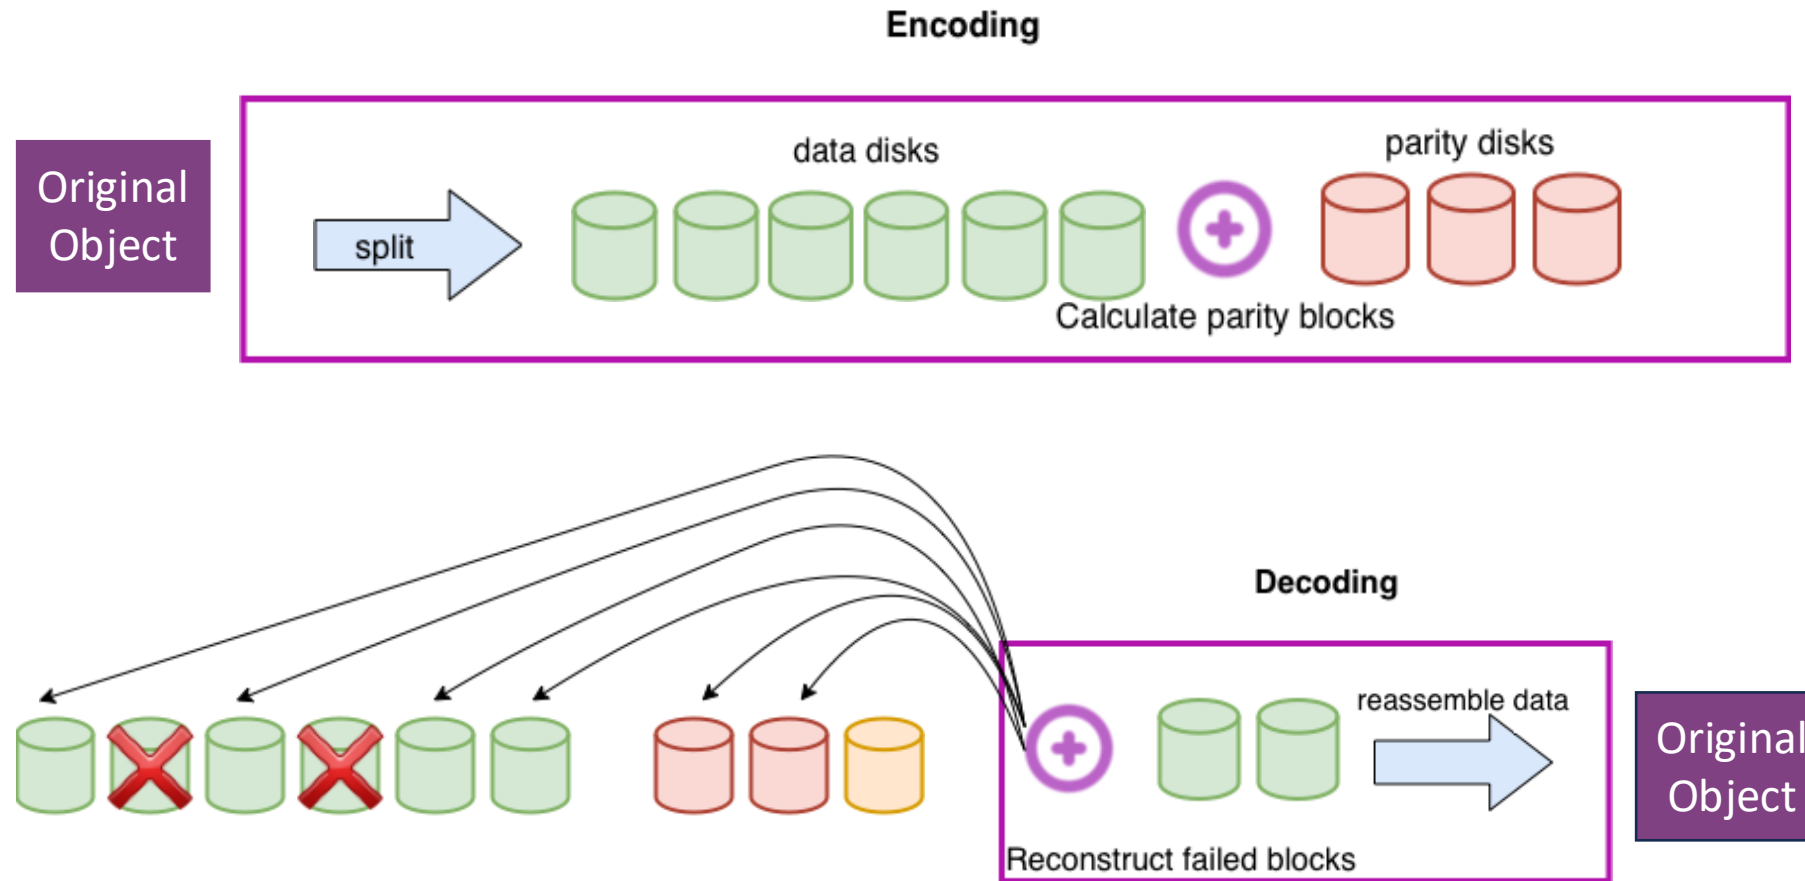 Encoding
Original
Object
split
data disks
parity disks
Calculate parity blocks
Decoding
reassemble data
Reconstruct failed blocks
Original
Object